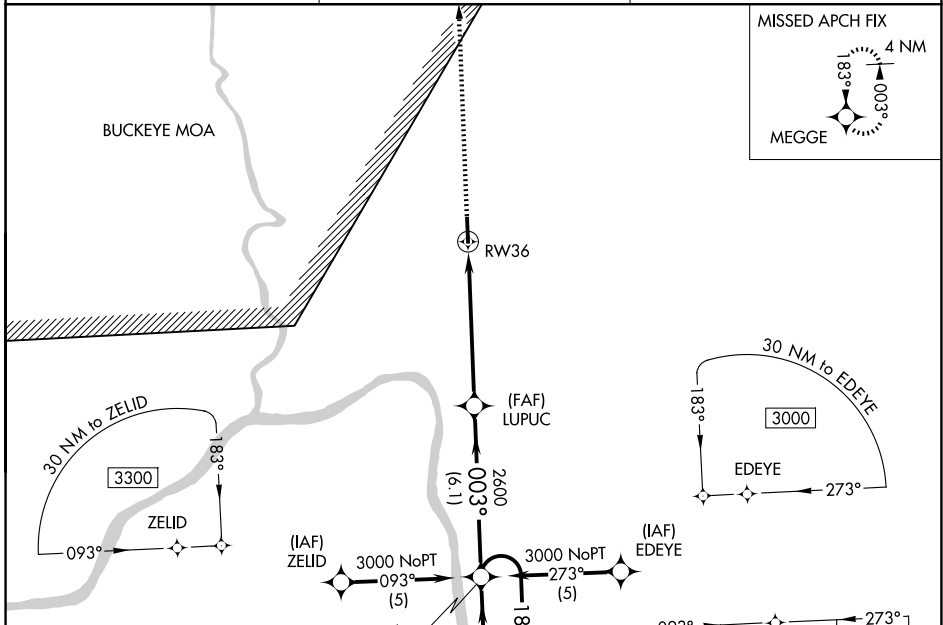 MISSED APCH FIX
4 NM
183°
003°
MEGGE
BUCKEYE MOA
RW36
30 NM to ZELID
183°
3300
ZELID
093°
(FAF)
LUPUC
30 NM to EDEYE
183°
3000
EDEYE
273°
2600
003°
(6.1)
(IAF)
ZELID
3000 NoPT
093°
(5)
(IAF)
EDEYE
3000 NoPT
273°
(5)
18
273°